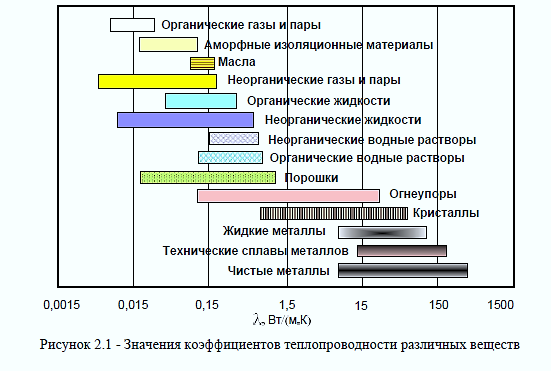 Органические газы и пары
Аморфные изоляционные материалы
Масла
Неорганические газы и пары
Органические жидкости
Неорганические жидкости
Неорганические водные растворы
Органические водные растворы
Порошки
Огнеупоры
Кристаллы
Жидкие металлы
Технические сплавы металлов
Чистые металлы
0,0015 0,015 0,15 1,5 15 150 1500
λ, Вт/(м·К)
Рисунок 2.1 - Значения коэффициентов теплопроводности различных веществ